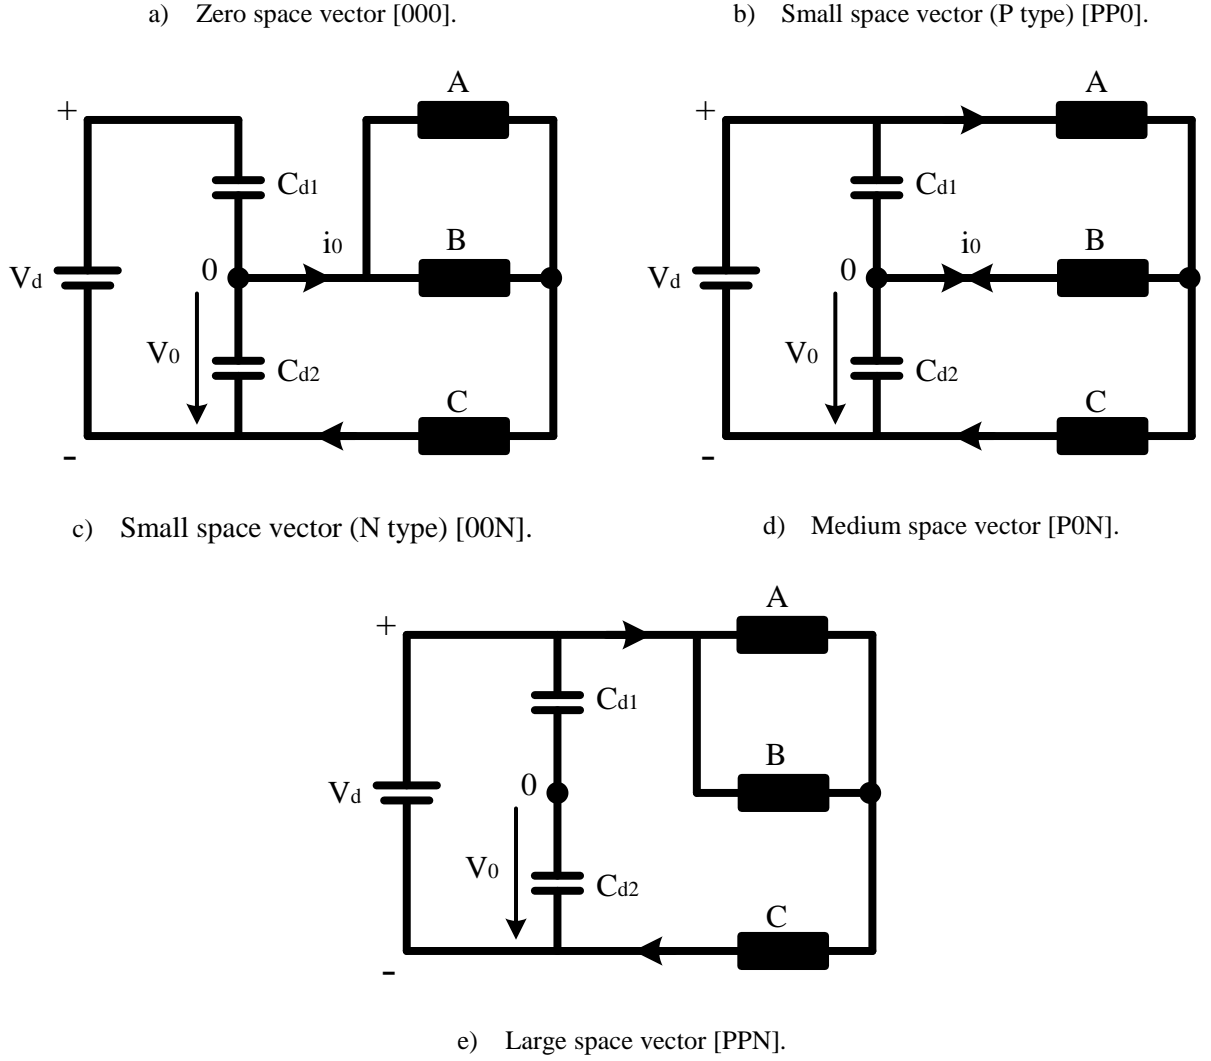 a) Zero space vector [000].
b) Small space vector (P type) [PP0].
A
+
Cd1
i0
B
0
Vd
V0
Cd2
C
-
A
+
Cd1
i0
B
0
Vd
V0
Cd2
C
-
c) Small space vector (N type) [00N].
d) Medium space vector [P0N].
A
+
Cd1
B
0
Vd
V0
Cd2
C
-
e) Large space vector [PPN].